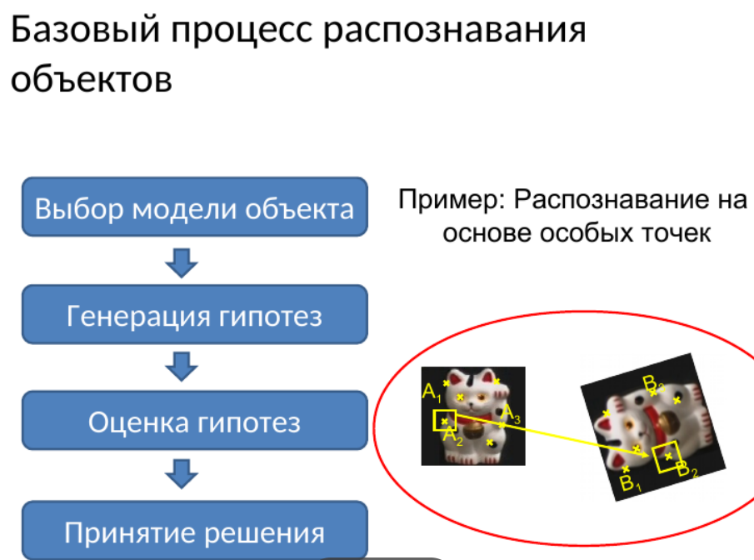 Базовый процесс распознавания
объектов
Выбор модели объекта
Генерация гипотез
Оценка гипотез
Принятие решения
Пример: Распознавание на
основе особых точек
A1
A2
A3
B3
B1
B2